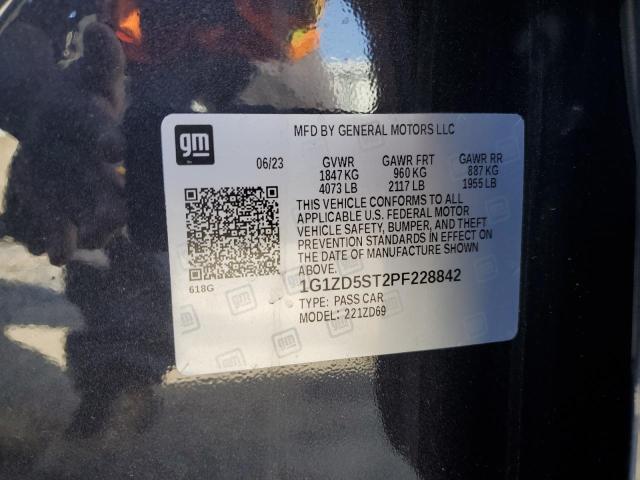 MFD BY GENERAL MOTORS LLC
gm
06/23 GVWR GAWR FRT GAWR RR
1847 KG 960 KG 887 KG
4073 LB 2117 LB 1955 LB
THIS VEHICLE CONFORMS TO ALL
APPLICABLE U.S. FEDERAL MOTOR
VEHICLE SAFETY, BUMPER, AND THEFT
PREVENTION STANDARDS IN EFFECT ON
THE DATE OF MANUFACTURE SHOWN
ABOVE.
618G
1G1ZD5ST2PF228842
TYPE: PASS CAR
MODEL: 221ZD69